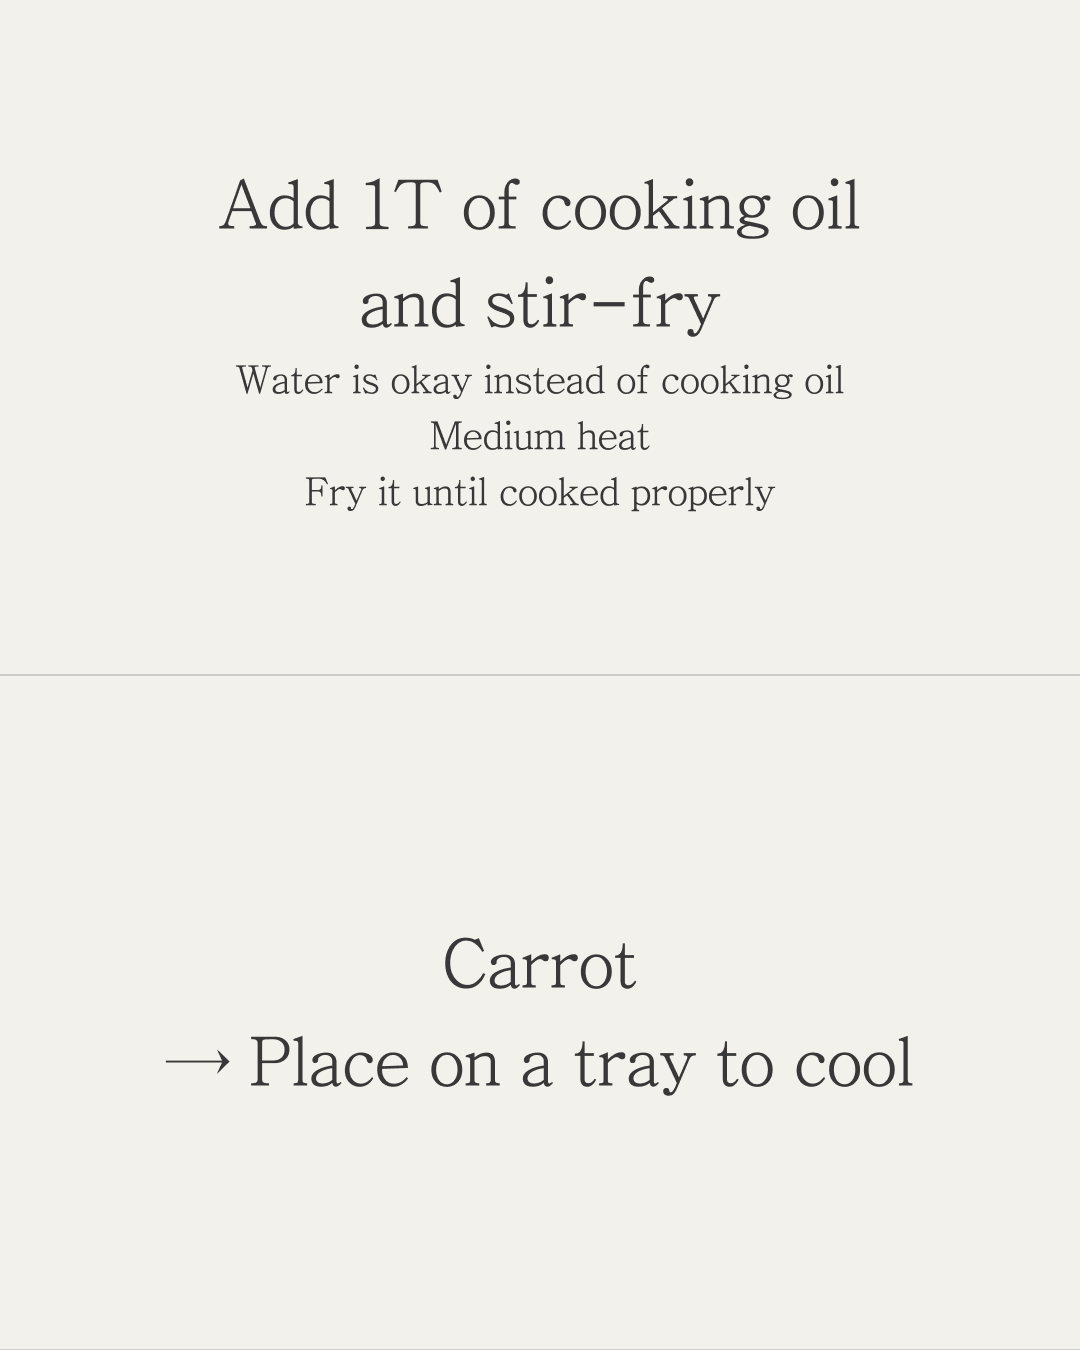 Add 1T of cooking oil
and stir-fry
Water is okay instead of cooking oil
Medium heat
Fry it until cooked properly
Carrot
→ Place on a tray to cool